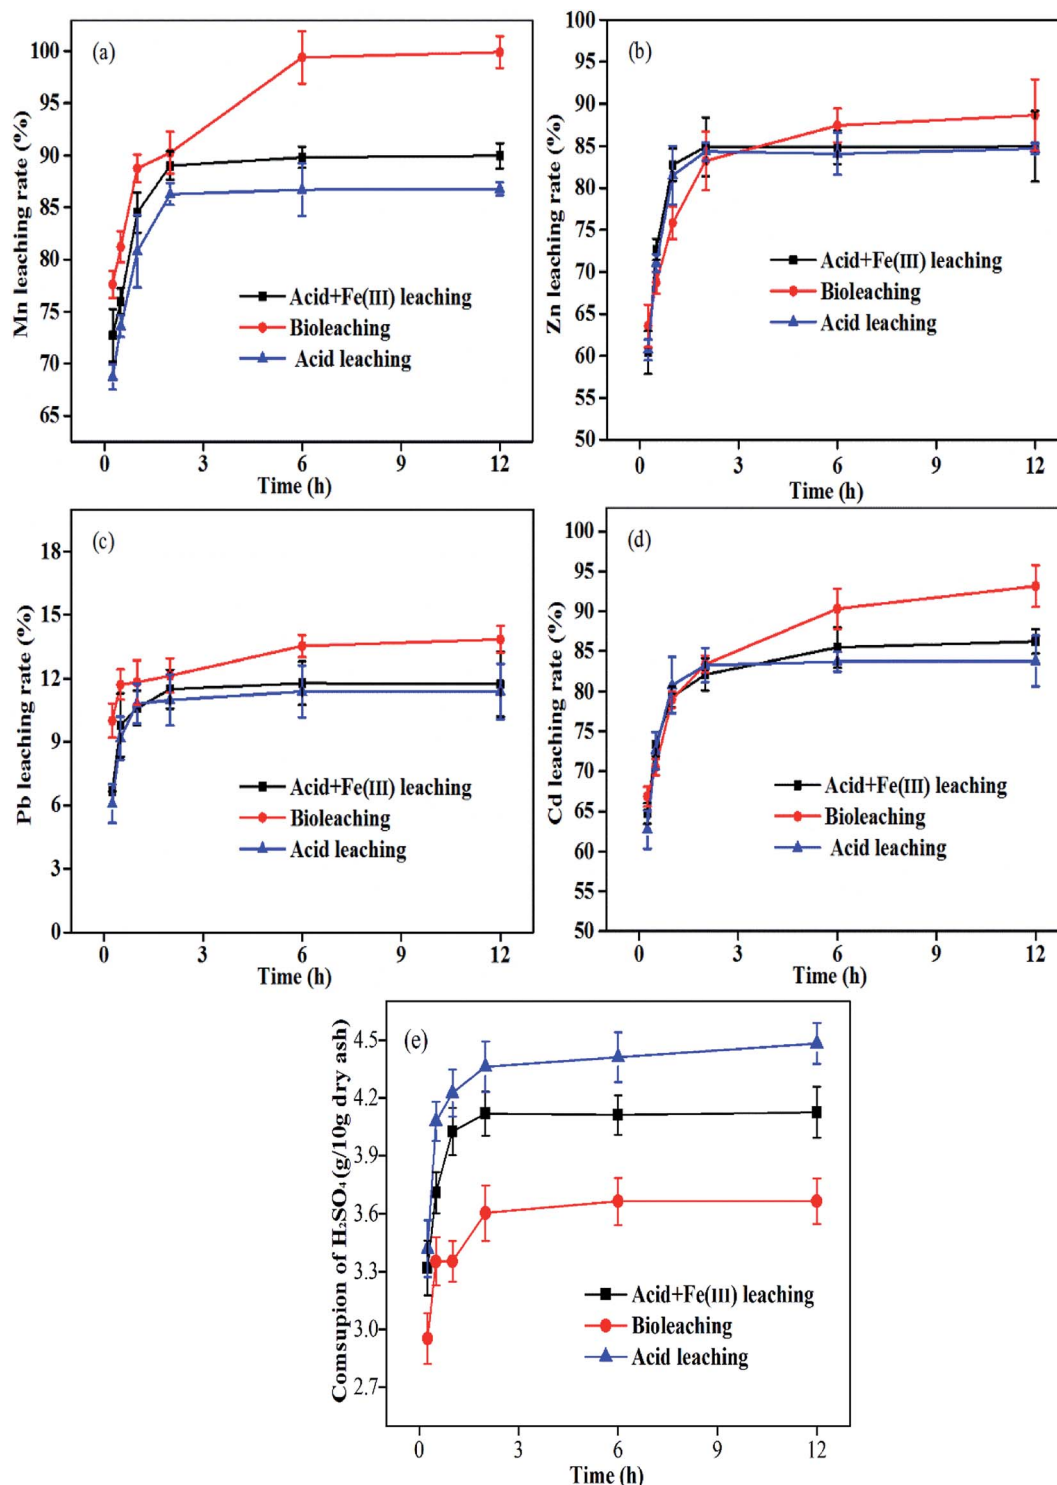 (a)
Mn leaching rate (%)
100
95
90
85
80
75
70
65
Acid+Fe(III) leaching
Bioleaching
Acid leaching
0 3 6 9 12
Time (h)
(b)
Zn leaching rate (%)
100
95
90
85
80
75
70
65
60
55
50
Acid+Fe(III) leaching
Bioleaching
Acid leaching
0 3 6 9 12
Time (h)
(c)
Pb leaching rate (%)
18
15
12
9
6
3
0
Acid+Fe(III) leaching
Bioleaching
Acid leaching
0 3 6 9 12
Time (h)
(d)
Cd leaching rate (%)
100
95
90
85
80
75
70
65
60
55
50
Acid+Fe(III) leaching
Bioleaching
Acid leaching
0 3 6 9 12
Time (h)
(e)
Comsupion of H₂SO₄(g/10g dry ash)
4.5
4.2
3.9
3.6
3.3
3.0
2.7
Acid+Fe(III) leaching
Bioleaching
Acid leaching
0 3 6 9 12
Time (h)